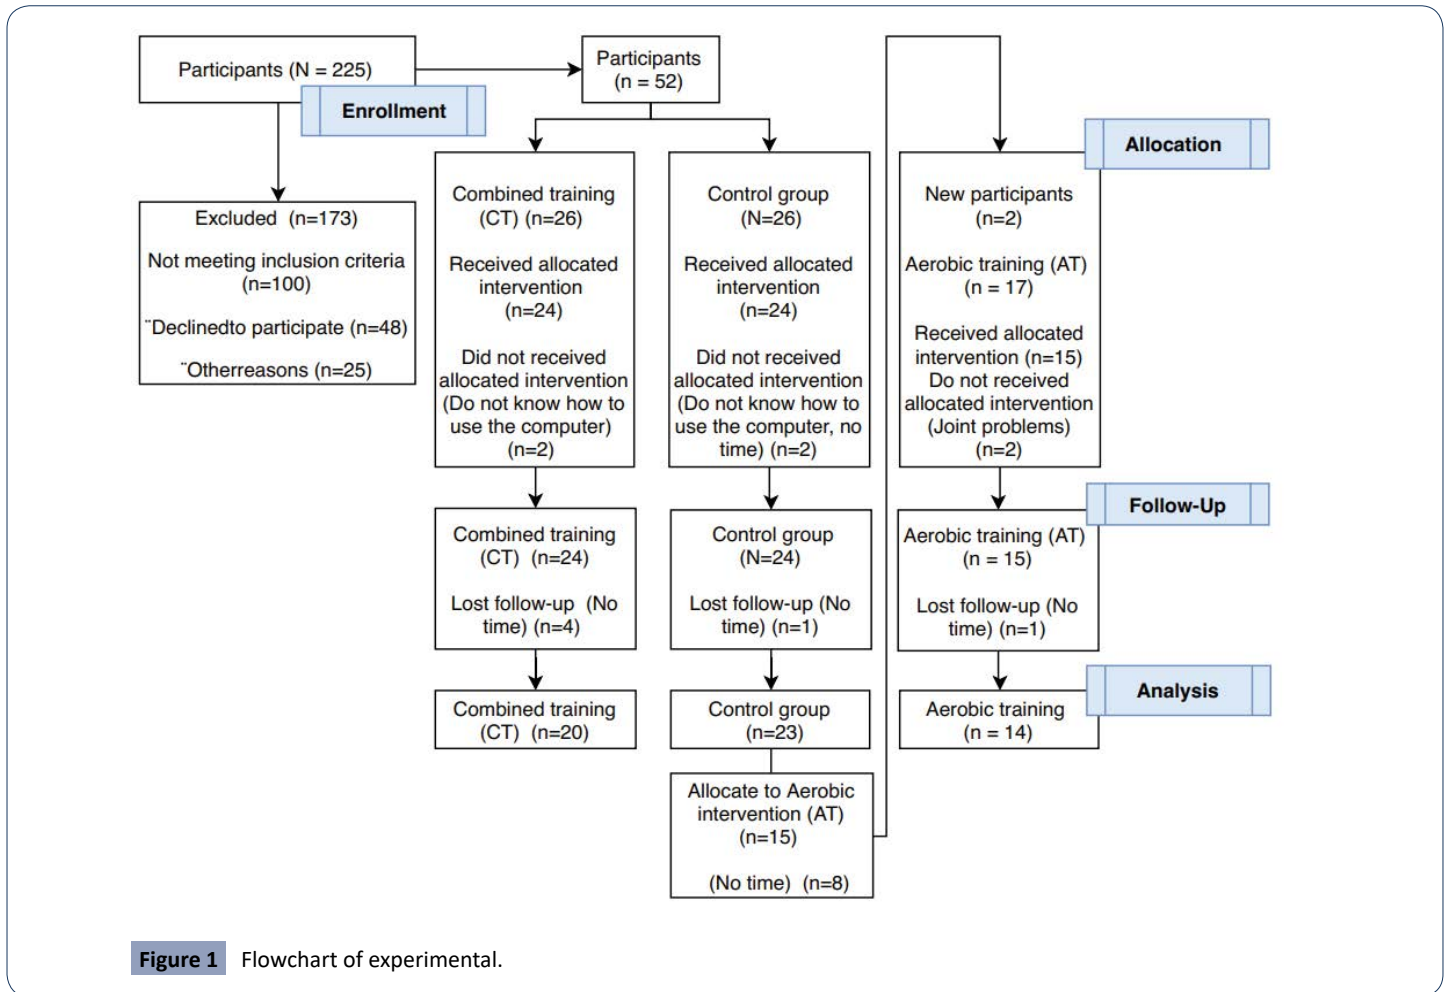 Participants (N = 225)
Enrollment
Participants
(n = 52)
Excluded (n=173)
Not meeting inclusion criteria
(n=100)
¨Declinedto participate (n=48)
¨Otherreasons (n=25)
Combined training
(CT) (n=26)
Received allocated
intervention
(n=24)
Did not received
allocated intervention
(Do not know how to
use the computer)
(n=2)
Control group
(N=26)
Received allocated
intervention
(n=24)
Did not received
allocated intervention
(Do not know how to
use the computer, no
time) (n=2)
Allocation
New participants
(n=2)
Aerobic training (AT)
(n = 17)
Received allocated
intervention (n=15)
Do not received
allocated intervention
(Joint problems)
(n=2)
Follow-Up
Combined training
(CT) (n=24)
Lost follow-up (No
time) (n=4)
Control group
(N=24)
Lost follow-up (No
time) (n=1)
Aerobic training (AT)
(n = 15)
Lost follow-up (No
time) (n=1)
Analysis
Combined training
(CT) (n=20)
Control group
(n=23)
Aerobic training
(n = 14)
Allocate to Aerobic
intervention (AT)
(n=15)
(No time) (n=8)
Figure 1 Flowchart of experimental.